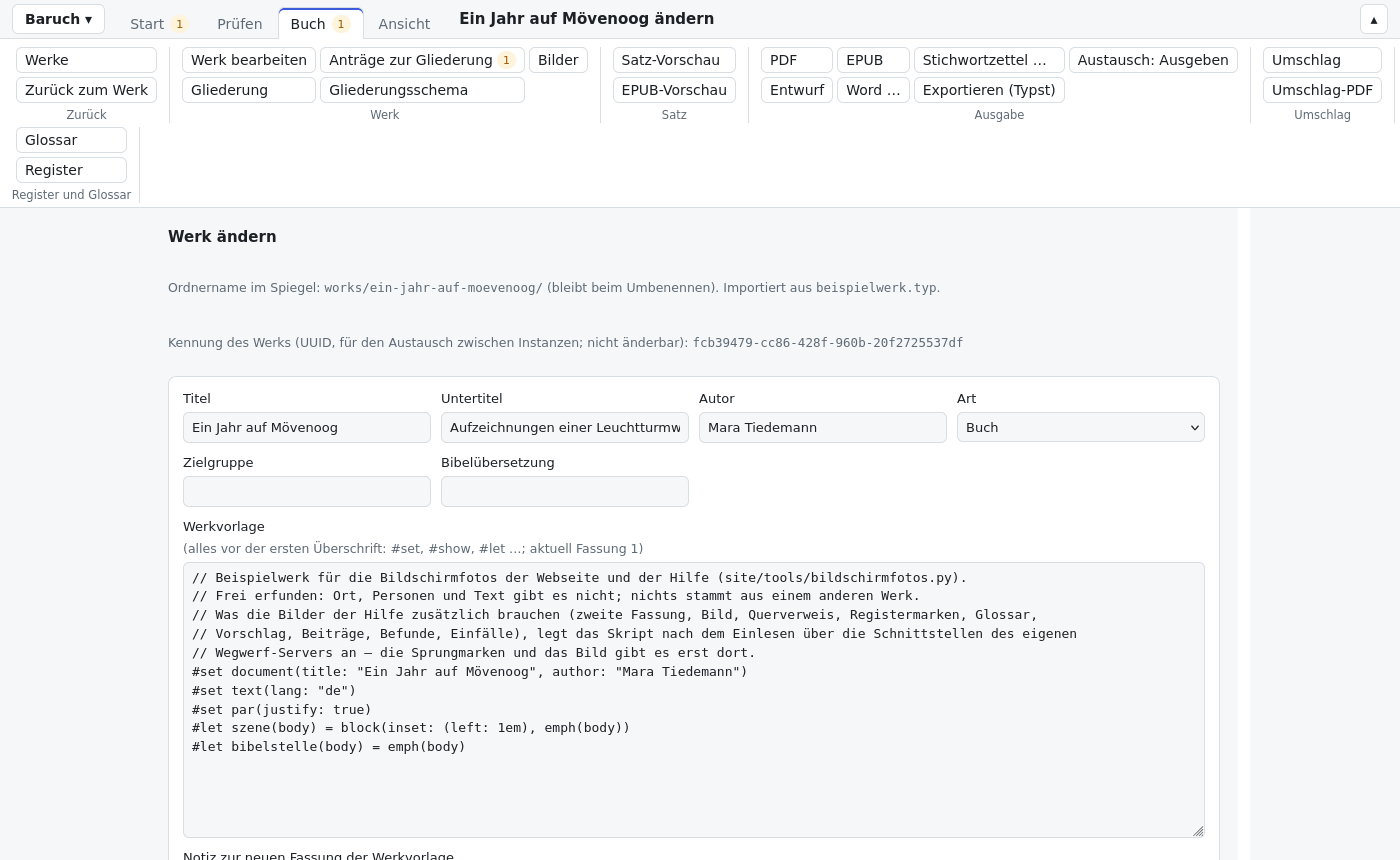 Baruch ▾ Start 1 Prüfen Buch 1 Ansicht Ein Jahr auf Mövenoog ändern ▴
Werke Werk bearbeiten Anträge zur Gliederung 1 Bilder Satz-Vorschau PDF EPUB Stichwortzettel ... Austausch: Ausgeben Umschlag
Zurück zum Werk Gliederung Gliederungsschema EPUB-Vorschau Entwurf Word ... Exportieren (Typst) Umschlag-PDF
Zurück Werk Satz Ausgabe Umschlag
Glossar
Register
Register und Glossar
Werk ändern
Ordnername im Spiegel: works/ein-jahr-auf-moevenoog/ (bleibt beim Umbenennen). Importiert aus beispielwerk.typ.
Kennung des Werks (UUID, für den Austausch zwischen Instanzen; nicht änderbar): fcb39479-cc86-428f-960b-20f2725537df
Titel Untertitel Autor Art
Ein Jahr auf Mövenoog Aufzeichnungen einer Leuchtturmw Mara Tiedemann Buch
Zielgruppe Bibelübersetzung
Werkvorlage
(alles vor der ersten Überschrift: #set, #show, #let ...; aktuell Fassung 1)
// Beispielwerk für die Bildschirmfotos der Webseite und der Hilfe (site/tools/bildschirmfotos.py).
// Frei erfunden: Ort, Personen und Text gibt es nicht; nichts stammt aus einem anderen Werk.
// Was die Bilder der Hilfe zusätzlich brauchen (zweite Fassung, Bild, Querverweis, Registermarken, Glossar,
// Vorschlag, Beiträge, Befunde, Einfälle), legt das Skript nach dem Einlesen über die Schnittstellen des eigenen
// Wegwerf-Servers an — die Sprungmarken und das Bild gibt es erst dort.
#set document(title: "Ein Jahr auf Mövenoog", author: "Mara Tiedemann")
#set text(lang: "de")
#set par(justify: true)
#let szene(body) = block(inset: (left: 1em), emph(body))
#let bibelstelle(body) = emph(body)
Notiz zur neuen Fassung der Werkvorlage